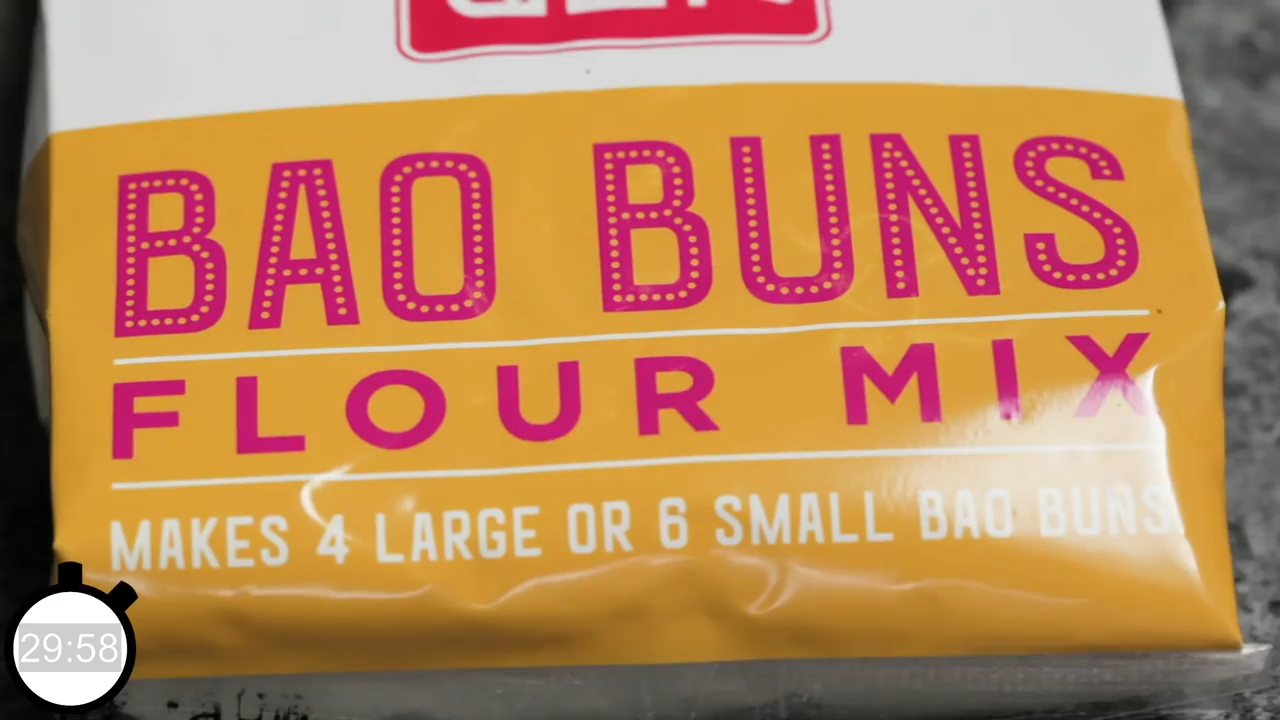 BAO BUNS
FLOUR MIX
MAKES 4 LARGE OR 6 SMALL BAO BUNS
29:58